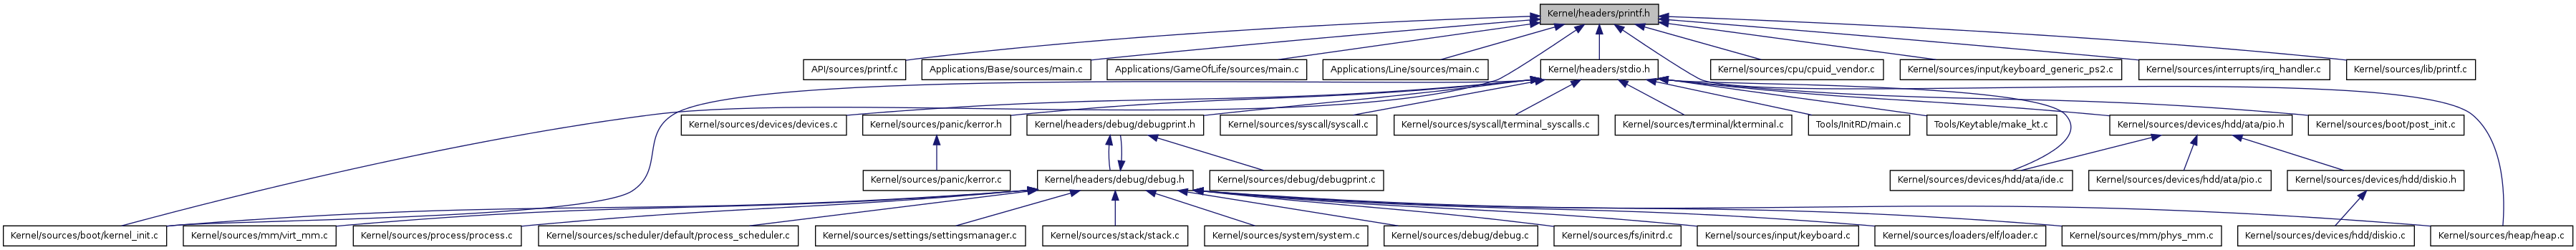 Kernel/headers/printf.h
API/sources/printf.c
Applications/Base/sources/main.c
Applications/GameOfLife/sources/main.c
Applications/Line/sources/main.c
Kernel/headers/stdio.h
Kernel/sources/cpu/cpuid_vendor.c
Kernel/sources/input/keyboard_generic_ps2.c
Kernel/sources/interrupts/irq_handler.c
Kernel/sources/lib/printf.c
Kernel/sources/devices/devices.c
Kernel/sources/panic/kerror.h
Kernel/headers/debug/debugprint.h
Kernel/sources/syscall/syscall.c
Kernel/sources/syscall/terminal_syscalls.c
Kernel/sources/terminal/kterminal.c
Tools/InitRD/main.c
Tools/Keytable/make_kt.c
Kernel/sources/devices/hdd/ata/pio.h
Kernel/sources/boot/post_init.c
Kernel/sources/panic/kerror.c
Kernel/headers/debug/debug.h
Kernel/sources/debug/debugprint.c
Kernel/sources/devices/hdd/ata/ide.c
Kernel/sources/devices/hdd/ata/pio.c
Kernel/sources/devices/hdd/diskio.h
Kernel/sources/boot/kernel_init.c
Kernel/sources/mm/virt_mm.c
Kernel/sources/process/process.c
Kernel/sources/scheduler/default/process_scheduler.c
Kernel/sources/settings/settingsmanager.c
Kernel/sources/stack/stack.c
Kernel/sources/system/system.c
Kernel/sources/debug/debug.c
Kernel/sources/fs/initrd.c
Kernel/sources/input/keyboard.c
Kernel/sources/loaders/elf/loader.c
Kernel/sources/mm/phys_mm.c
Kernel/sources/devices/hdd/diskio.c
Kernel/sources/heap/heap.c